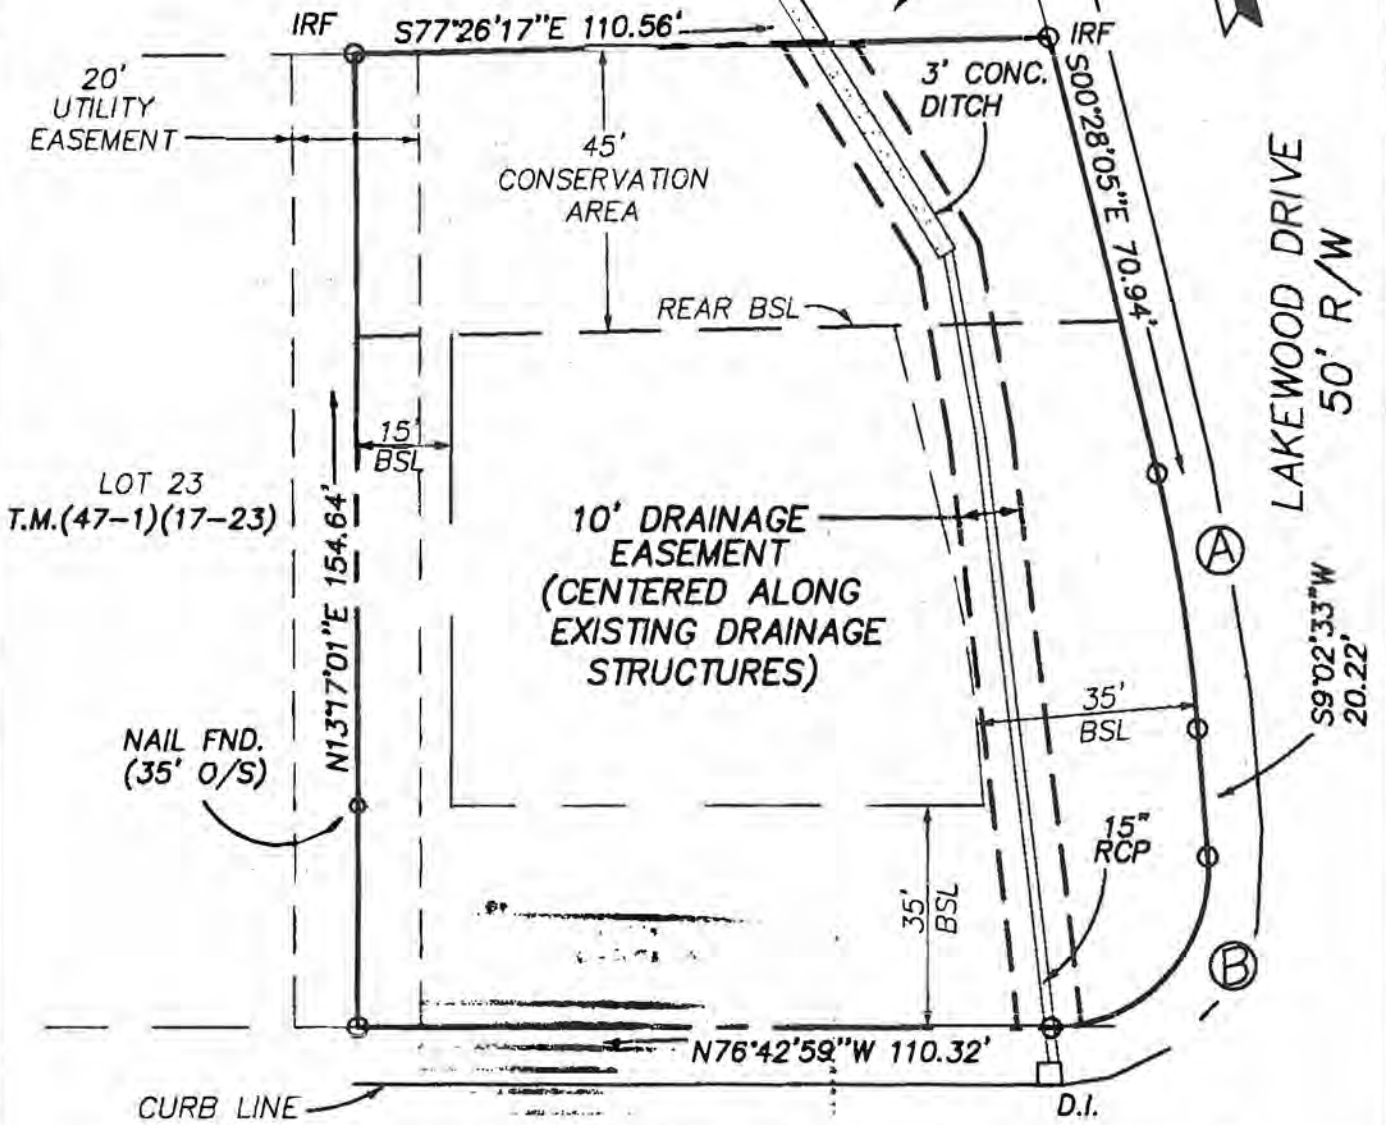 IRF
S77°26'17"E 110.56'
IRF
20'
UTILITY
EASEMENT
45'
CONSERVATION
AREA
3' CONC.
DITCH
S00°28'05"E 70.94'
LAKEWOOD DRIVE
50' R/W
REAR BSL
15'
BSL
LOT 23
T.M.(47-1)(17-23)
N13°17'01"E 154.64'
10' DRAINAGE
EASEMENT
(CENTERED ALONG
EXISTING DRAINAGE
STRUCTURES)
A
S9°02'33"W
20.22'
35'
BSL
NAIL FND.
(35' O/S)
15"
RCP
35'
BSL
B
N76°42'59"W 110.32'
CURB LINE
D.I.